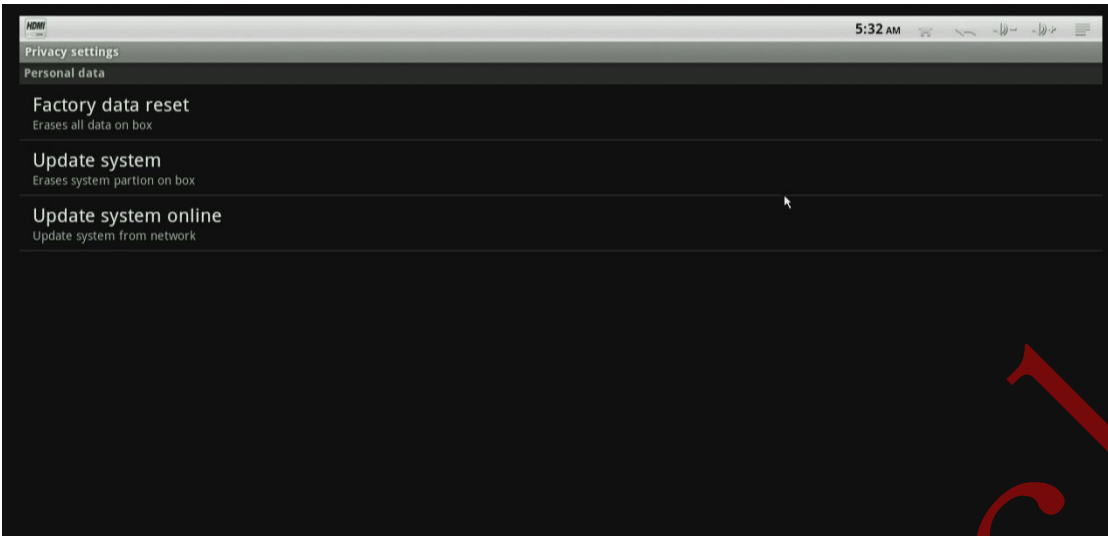 HDMI
5:32 AM
Privacy settings
Personal data
Factory data reset
Erases all data on box
Update system
Erases system partion on box
Update system online
Update system from network